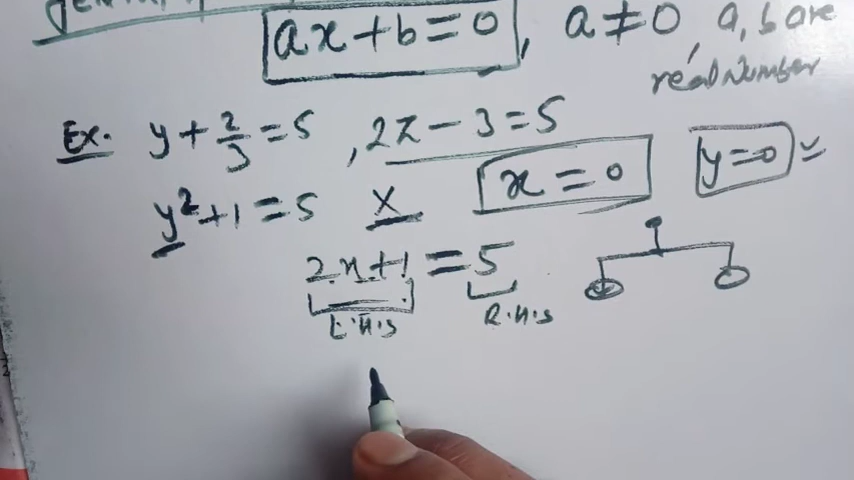 ax+b=0, a≠0, a, b are
real Number
Ex. y+2/3=5, 2z-3=5
x=0 y=0
y²+1=5 X
2x+1=5
L.H.S R.H.S